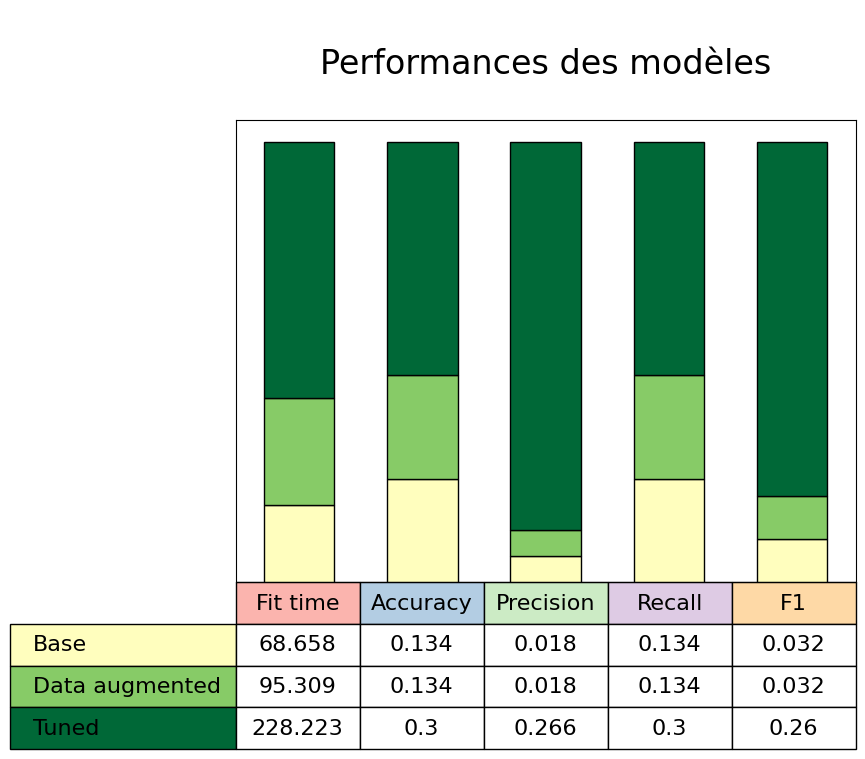 Performances des modèles
Fit time Accuracy Precision Recall F1
Base 68.658 0.134 0.018 0.134 0.032
Data augmented 95.309 0.134 0.018 0.134 0.032
Tuned 228.223 0.3 0.266 0.3 0.26